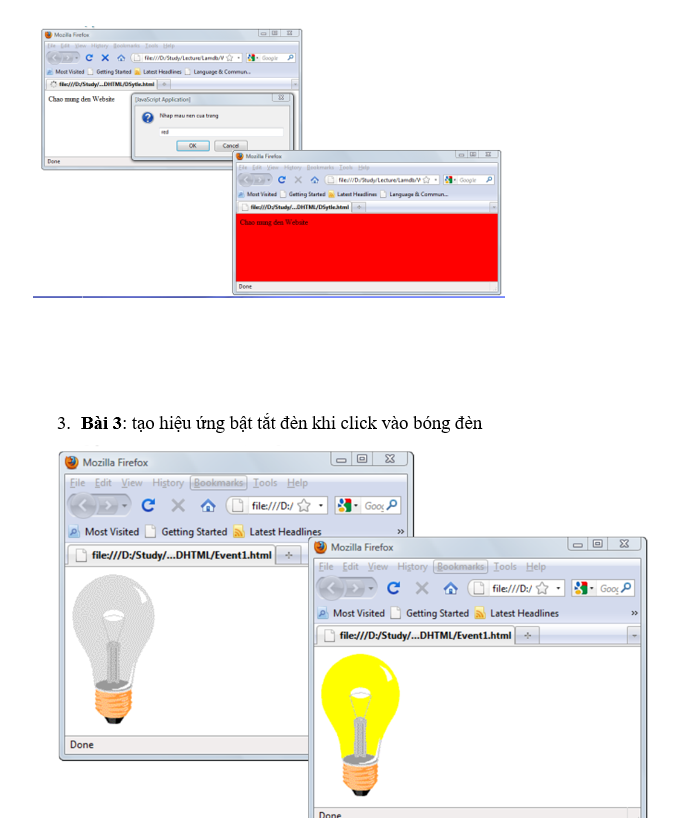 Mozilla Firefox
File Edit View History Bookmarks Tools Help
file:///D:/Study/Lecture/Lamdb/V
Google
Most Visited Getting Started Latest Headlines Language & Commun...
file:///D:/Study/...DHTML/DSytle.html
Chao mung den Website
[JavaScript Application]
Nhap mau nen cua trang
red
OK Cancel
Done
Mozilla Firefox
File Edit View History Bookmarks Tools Help
file:///D:/Study/Lecture/Lamdb/V
Google
Most Visited Getting Started Latest Headlines Language & Commun...
file:///D:/Study/...DHTML/DSytle.html
Chao mung den Website
Done
3. Bài 3: tạo hiệu ứng bật tắt đèn khi click vào bóng đèn
Mozilla Firefox
File Edit View History Bookmarks Tools Help
file:///D:/
Goo
Most Visited Getting Started Latest Headlines »
file:///D:/Study/...DHTML/Event1.html
Done
Mozilla Firefox
File Edit View History Bookmarks Tools Help
file:///D:/
Goo
Most Visited Getting Started Latest Headlines »
file:///D:/Study/...DHTML/Event1.html
Done